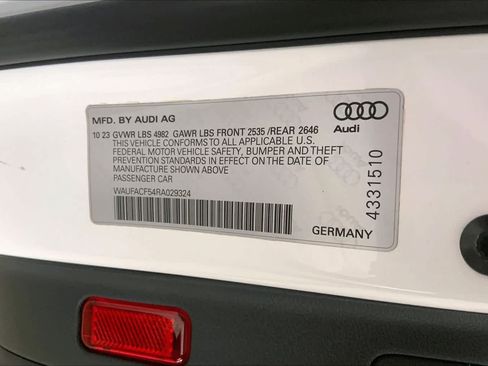 MFD. BY AUDI AG
10 23 GVWR LBS 4982 GAWR LBS FRONT 2535 /REAR 2646
THIS VEHICLE CONFORMS TO ALL APPLICABLE U.S.
FEDERAL MOTOR VEHICLE SAFETY, BUMPER AND THEFT
PREVENTION STANDARDS IN EFFECT ON THE DATE OF
MANUFACTURE SHOWN ABOVE
PASSENGER CAR
WAUFACF54RA029324
Audi
4331510
GERMANY